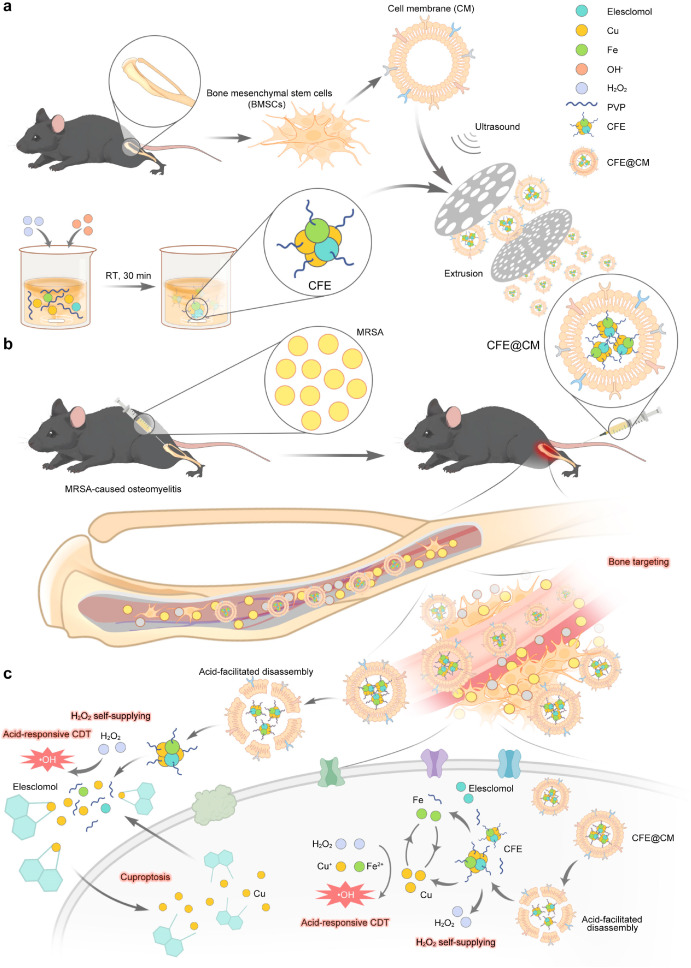 a
Cell membrane (CM)
Bone mesenchymal stem cells
(BMSCs)
Ultrasound
Elesclomol
Cu
Fe
OH⁻
H₂O₂
PVP
CFE
CFE@CM
RT, 30 min
CFE
Extrusion
CFE@CM
b
MRSA
MRSA-caused osteomyelitis
Bone targeting
c
Acid-facilitated disassembly
H₂O₂ self-supplying
H₂O₂
Acid-responsive CDT
•OH
Elesclomol
Cuproptosis
Cu
Elesclomol
Fe
CFE
CFE@CM
H₂O₂
Cu⁺
Fe²⁺
Cu
•OH
Acid-responsive CDT
H₂O₂
H₂O₂ self-supplying
Acid-facilitated
disassembly